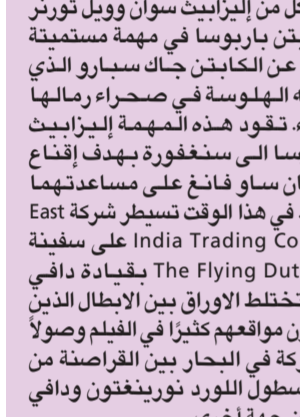 كل من إليزابيث سوان وويل تورنر
بتن باربوسا في مهمة مستميتة
عن الكابتن جاك سبارو الذي
ه الهلوسة في صحراء رمالها
تقود هذه المهمة إليزابيث
سا الى سنغفورة بهدف إقناع
ان ساو فانغ على مساعدتهما
في هذا الوقت تسيطر شركة East
India Trading Co على سفينة
The Flying Dut بقيادة دافي
تختلط الاوراق بين الابطال الذين
ن مواقعهم كثيرًا في الفيلم وصولاً
ركة في البحار بين القراصنة من
سطول اللورد نورينغتون ودافي